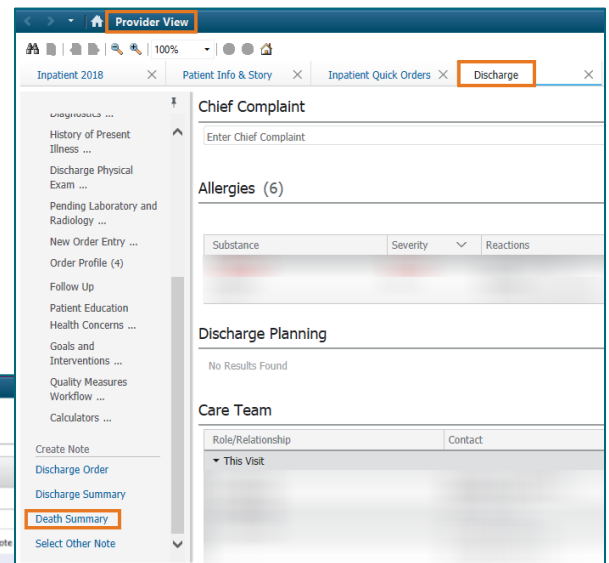 Provider View
100%
Inpatient 2018
Patient Info & Story
Inpatient Quick Orders
Discharge
Diagnostics ...
History of Present
Illness ...
Discharge Physical
Exam ...
Pending Laboratory and
Radiology ...
New Order Entry ...
Order Profile (4)
Follow Up
Patient Education
Health Concerns ...
Goals and
Interventions ...
Quality Measures
Workflow ...
Calculators ...
Create Note
Discharge Order
Discharge Summary
Death Summary
Select Other Note
Chief Complaint
Enter Chief Complaint
Allergies (6)
Substance Severity Reactions
Discharge Planning
No Results Found
Care Team
Role/Relationship Contact
This Visit